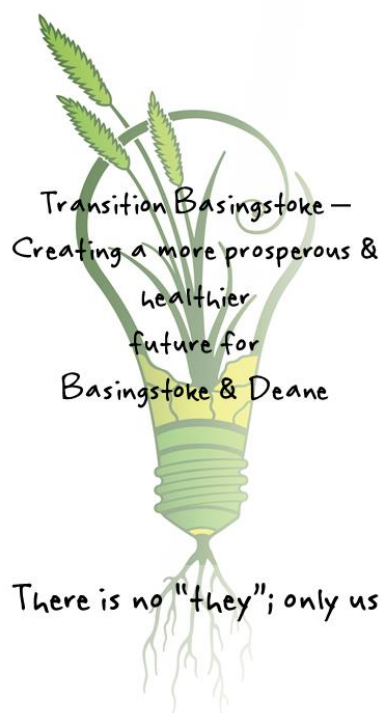 Transition Basingstoke –
Creating a more prosperous &
healthier
future for
Basingstoke & Deane
There is no "they"; only us